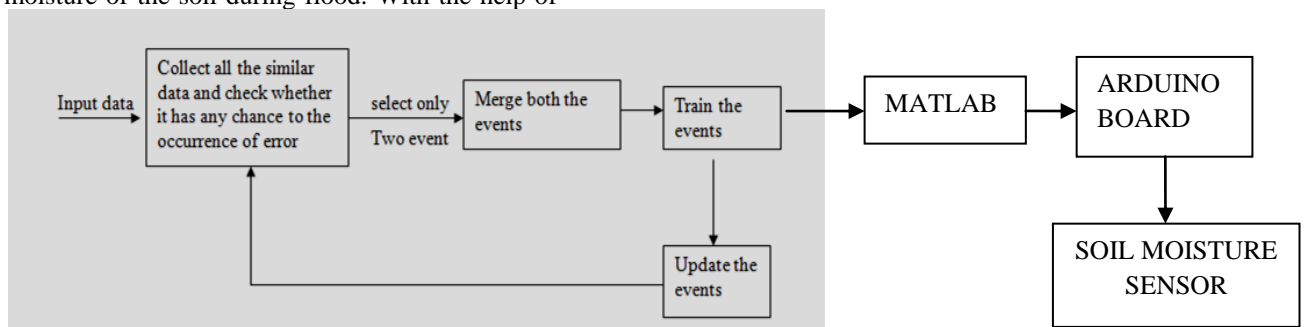 moisture of the soil during flood. With the help of
Input data
Collect all the similar
data and check whether
it has any chance to the
occurrence of error
select only
Two event
Merge both the
events
Train the
events
Update the
events
MATLAB
ARDUINO
BOARD
SOIL MOISTURE
SENSOR